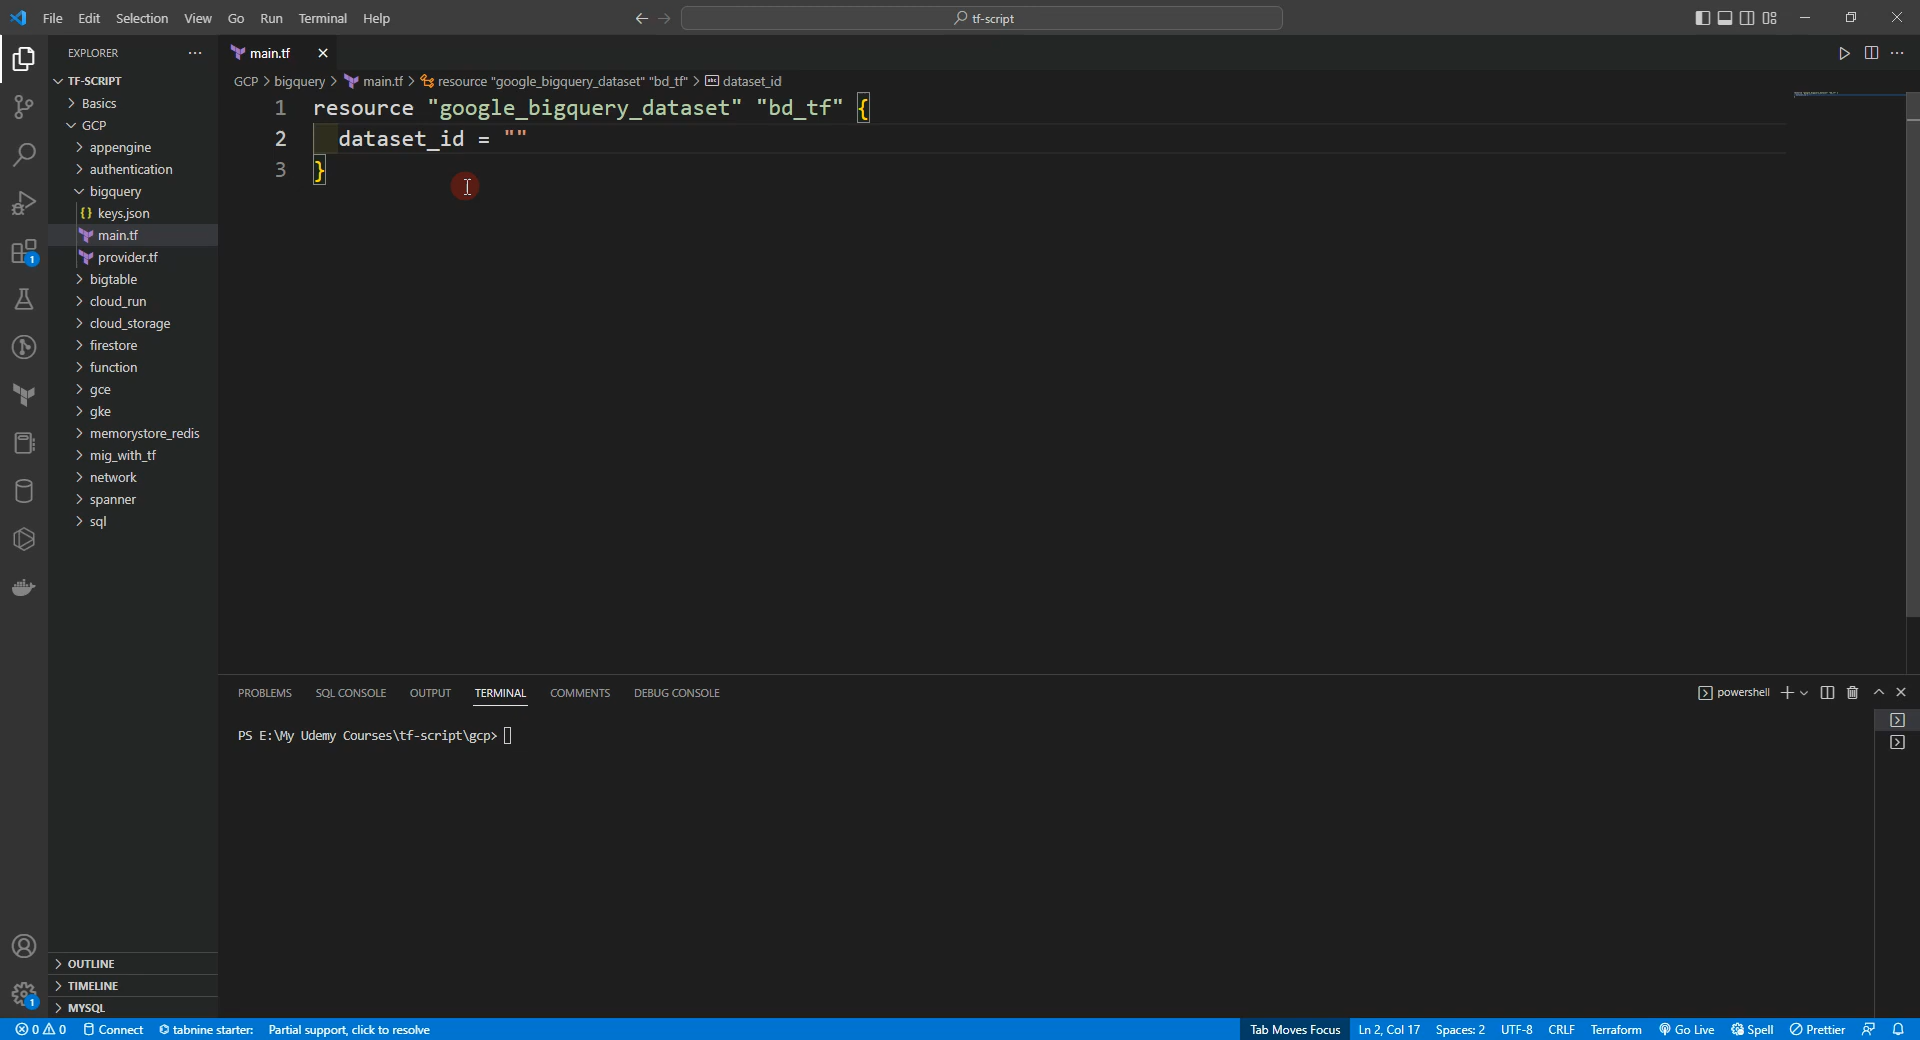 File Edit Selection View Go Run Terminal Help
tf-script
EXPLORER
TF-SCRIPT
Basics
GCP
appengine
authentication
bigquery
keys.json
main.tf
provider.tf
bigtable
cloud_run
cloud_storage
firestore
function
gce
gke
memorystore_redis
mig_with_tf
network
spanner
sql
OUTLINE
TIMELINE
MYSQL
main.tf
GCP > bigquery > main.tf > resource "google_bigquery_dataset" "bd_tf" > dataset_id
1 resource "google_bigquery_dataset" "bd_tf" {
2 dataset_id = ""
3 }
PROBLEMS SQL CONSOLE OUTPUT TERMINAL COMMENTS DEBUG CONSOLE
powershell
PS E:\My Udemy Courses\tf-script\gcp>
1
1
0 0 Connect tabnine starter: Partial support, click to resolve
Tab Moves Focus Ln 2, Col 17 Spaces: 2 UTF-8 CRLF Terraform Go Live Spell Prettier